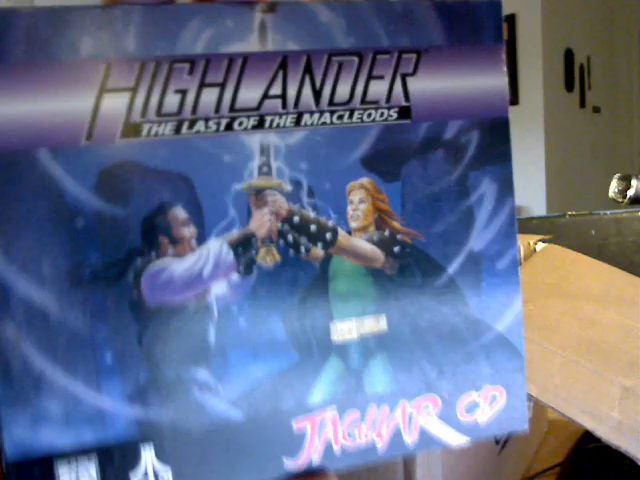 HIGHLANDER
THE LAST OF THE MACLEODS
JAGUAR CD